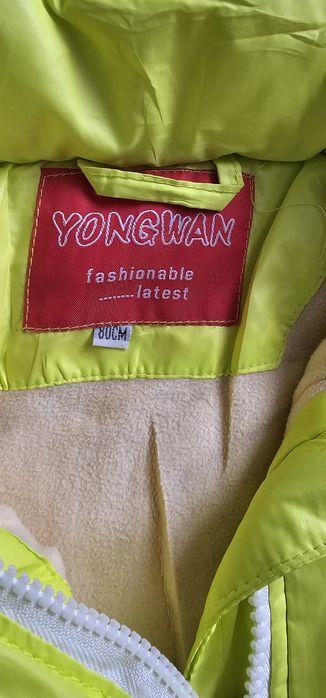 YONGWAN
fashionable
........latest
80CM